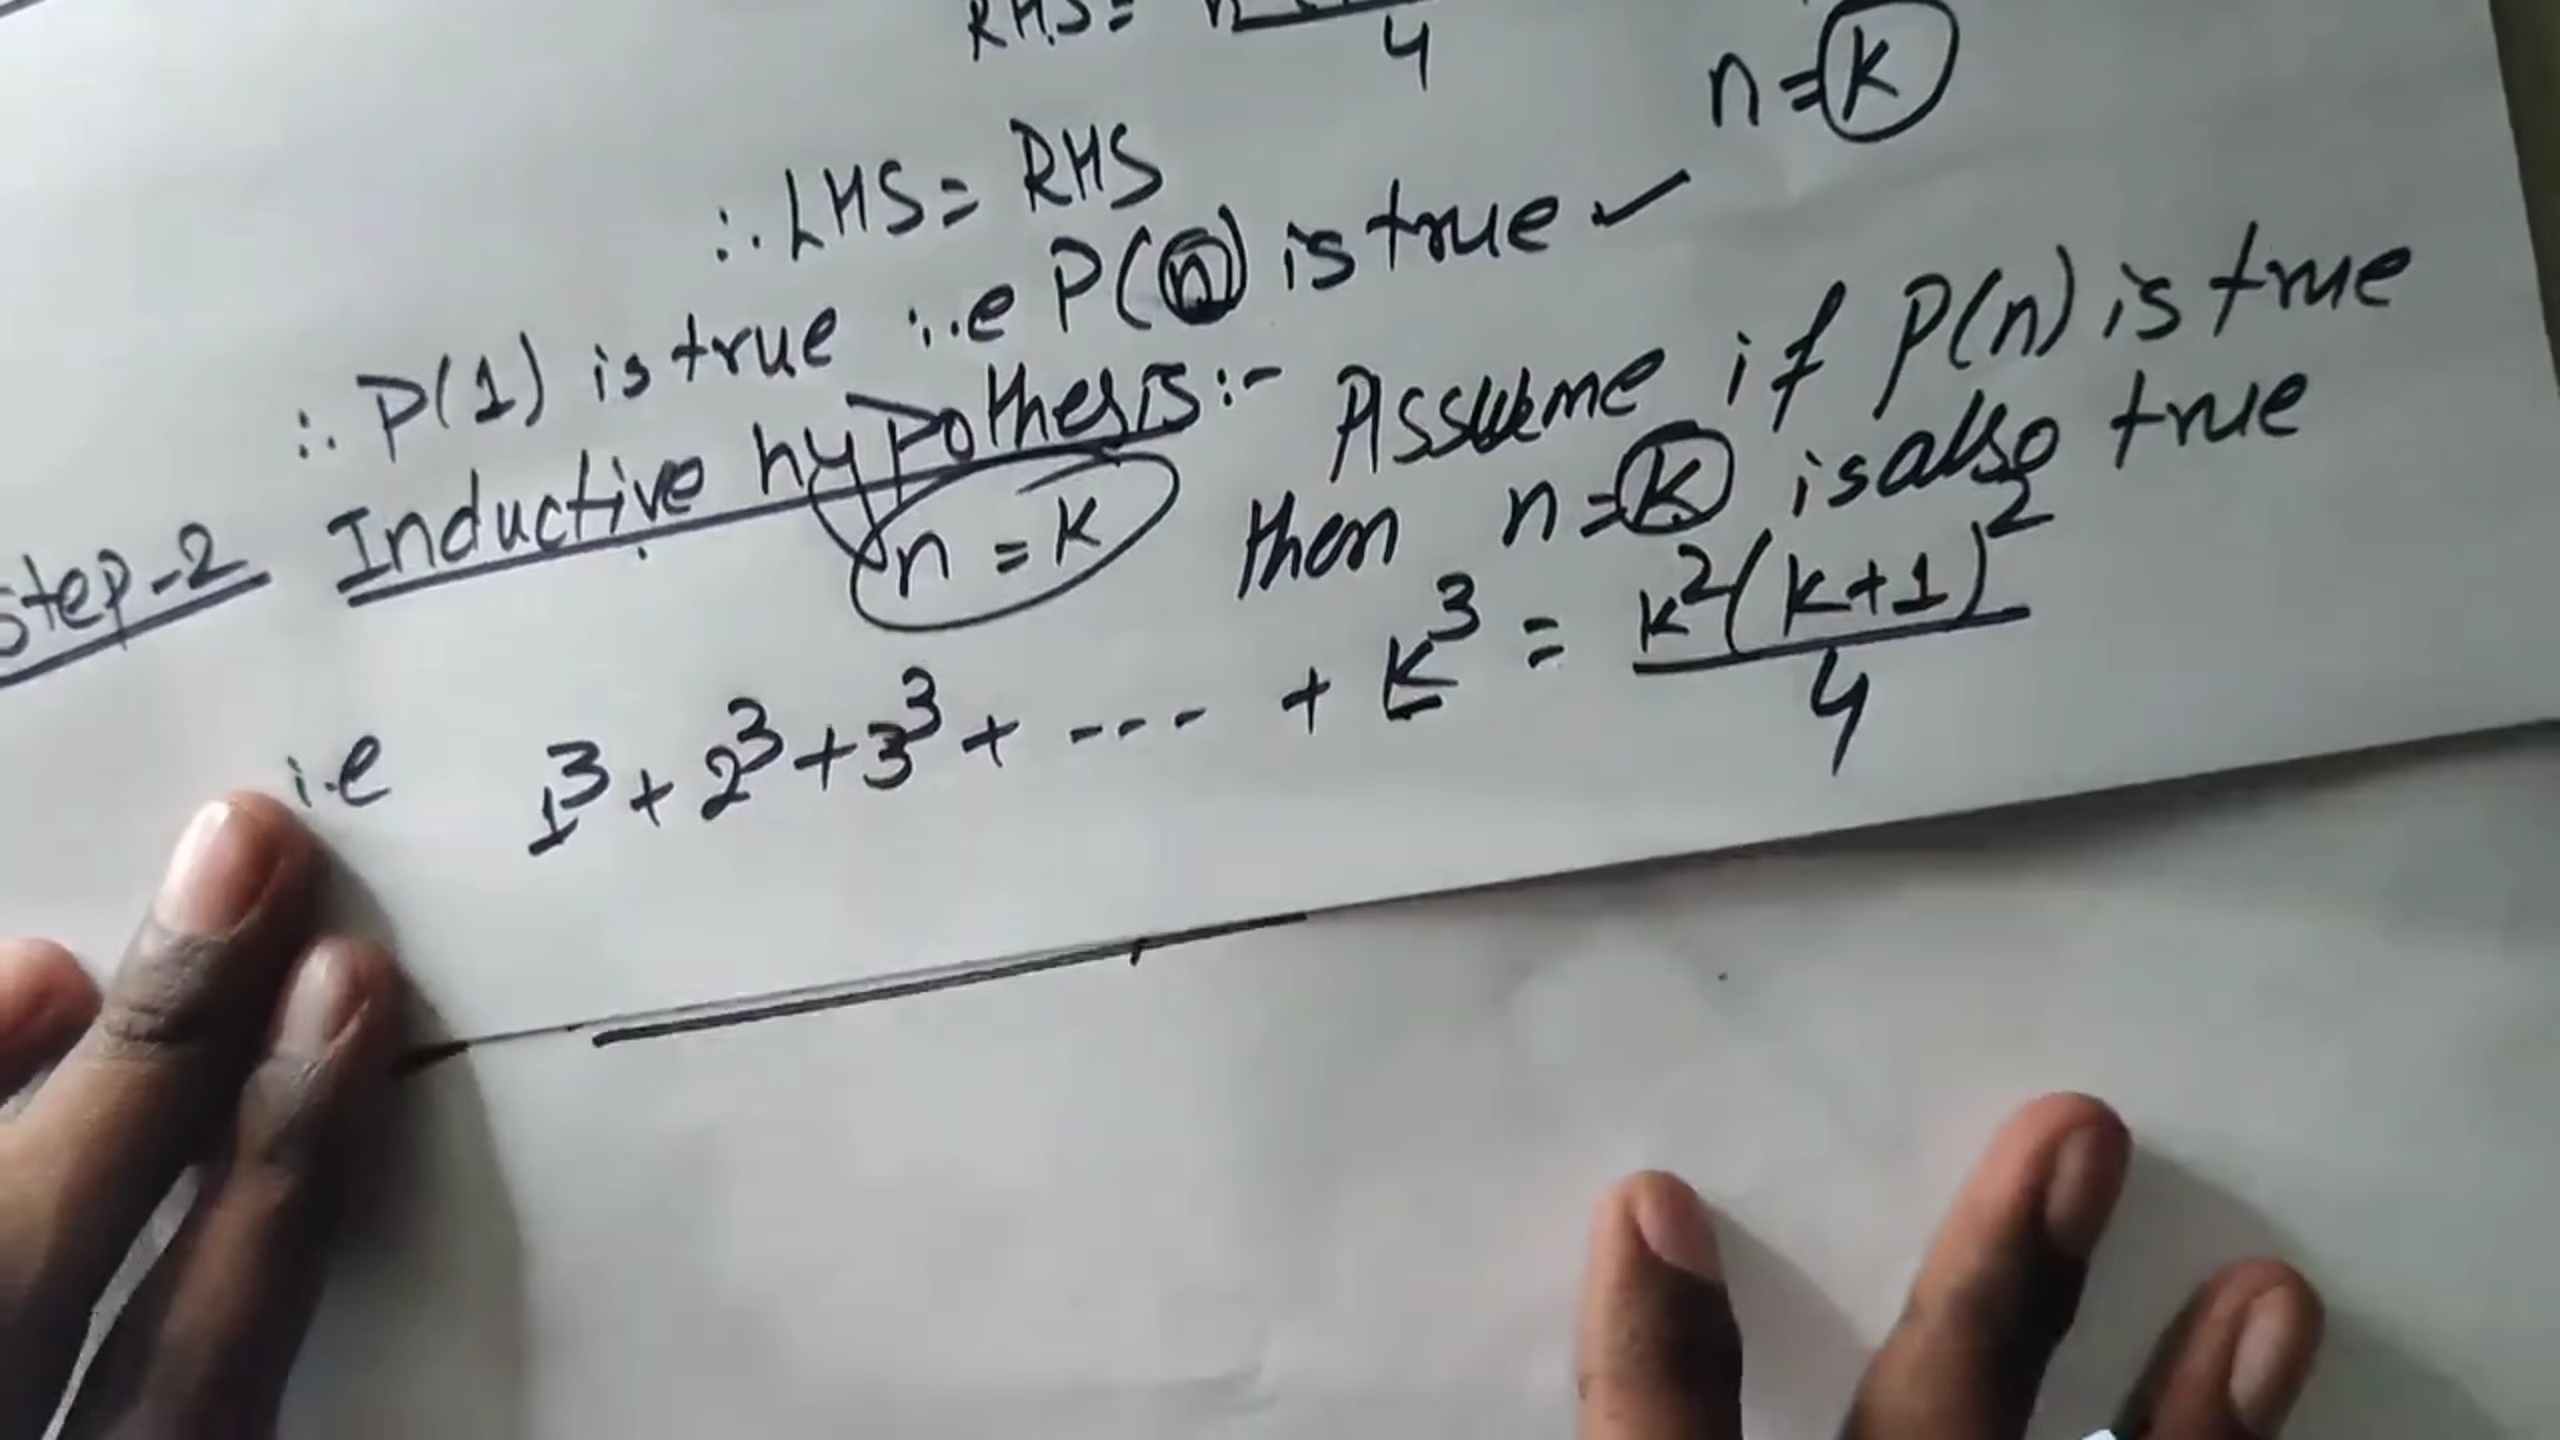 RHS=
4
n=k
∴ LHS = RHS
∴ P(1) is true i.e P(n) is true ✓
Step-2 Inductive hypothesis:- Assume if P(n) is true
n = k then n=k is also true
i.e 1³ + 2³ + 3³ + ---- + k³ = k²(k+1)²
4